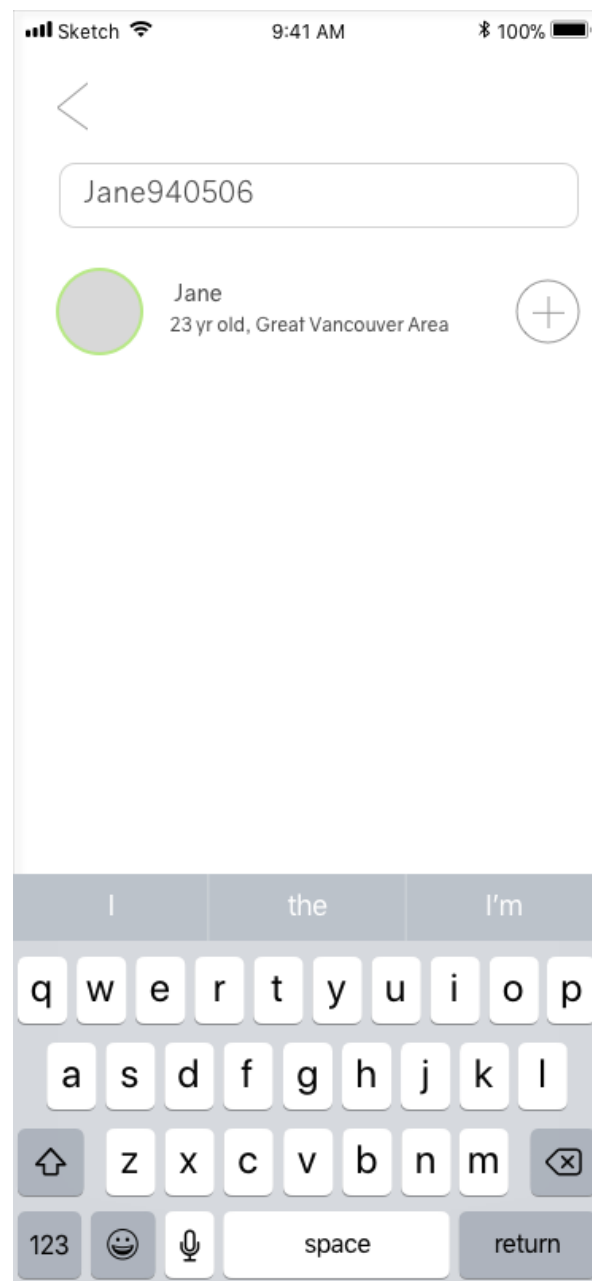 Sketch 9:41 AM 100%
Jane940506
Jane
23 yr old, Great Vancouver Area
I the I'm
q w e r t y u i o p
a s d f g h j k l
z x c v b n m
123 space return